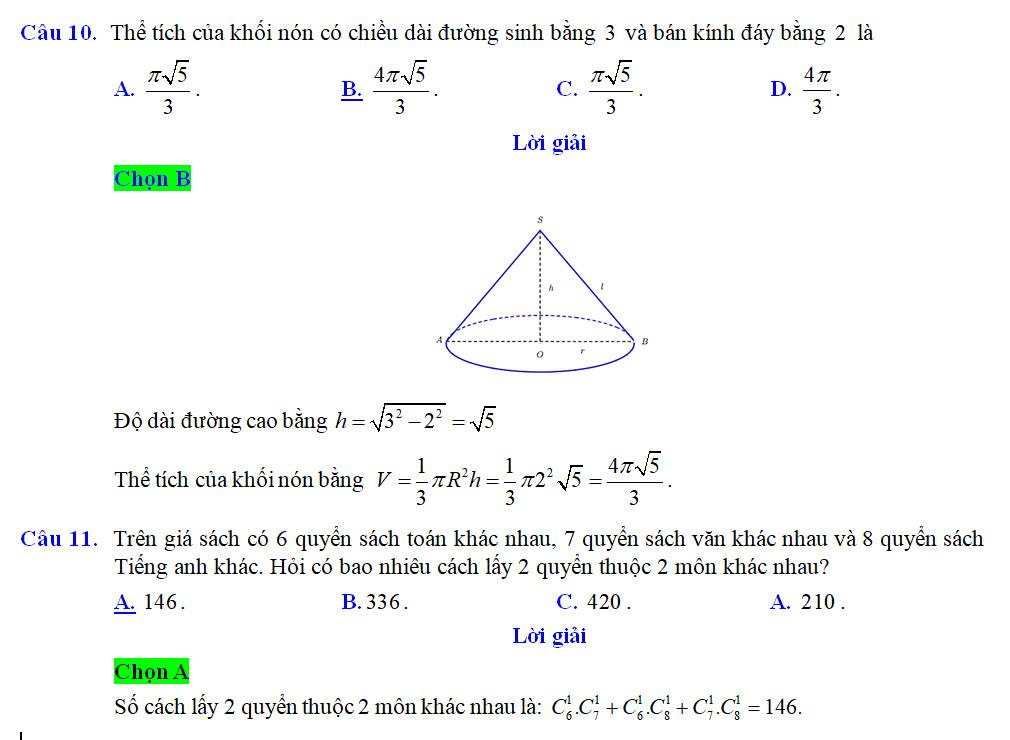 Câu 10. Thể tích của khối nón có chiều dài đường sinh bằng 3 và bán kính đáy bằng 2 là
A. π√5/3 . B. 4π√5/3 . C. π√5/3 . D. 4π/3 .
Lời giải
Chọn B
S
h l
A B
O r
Độ dài đường cao bằng h = √(3² − 2²) = √5
Thể tích của khối nón bằng V = 1/3 πR²h = 1/3 π2²√5 = 4π√5/3 .
Câu 11. Trên giá sách có 6 quyển sách toán khác nhau, 7 quyển sách văn khác nhau và 8 quyển sách
Tiếng anh khác. Hỏi có bao nhiêu cách lấy 2 quyển thuộc 2 môn khác nhau?
A. 146 . B. 336 . C. 420 . A. 210 .
Lời giải
Chọn A
Số cách lấy 2 quyển thuộc 2 môn khác nhau là: C₆¹.C₇¹ + C₆¹.C₈¹ + C₇¹.C₈¹ = 146.